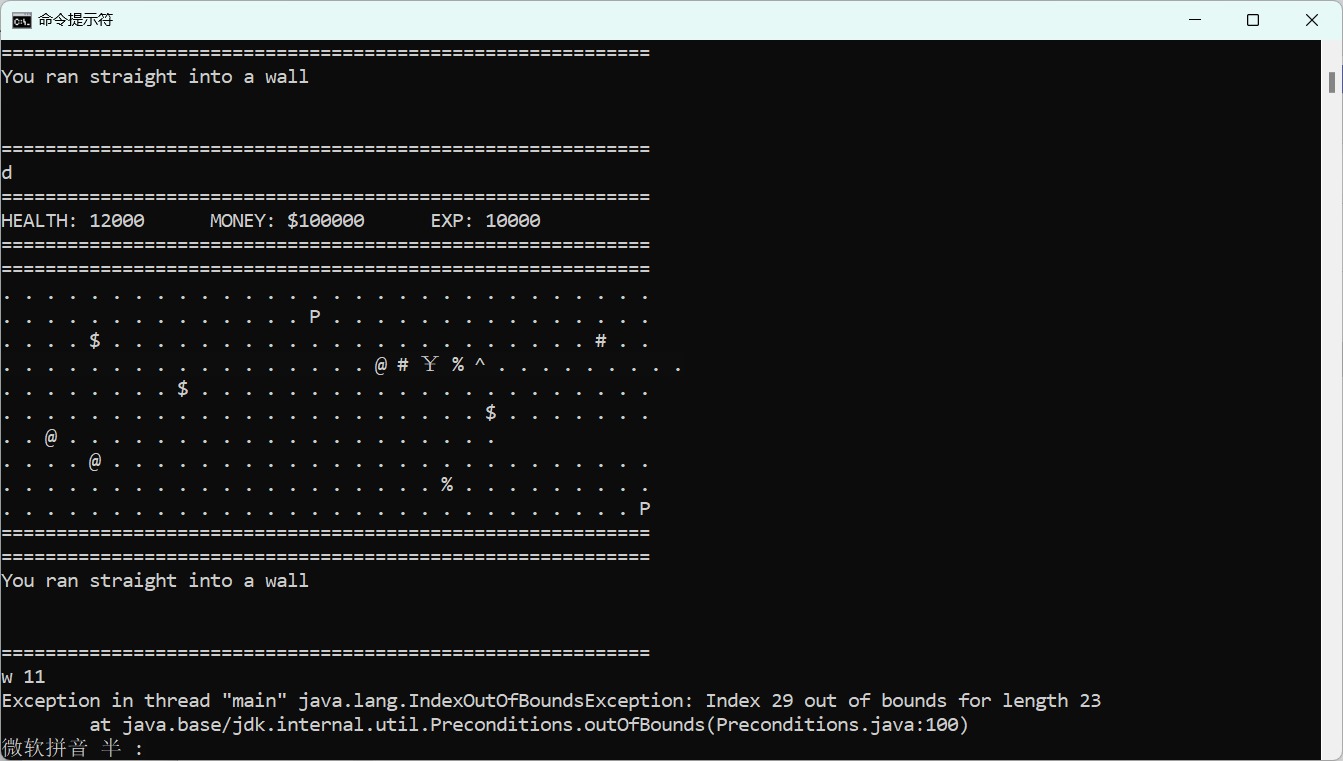 命令提示符
===========================================================
You ran straight into a wall
===========================================================
d
===========================================================
HEALTH: 12000      MONEY: $100000      EXP: 10000
===========================================================
===========================================================
. . . . . . . . . . . . . . . . . . . . . . . . . . . . . .
. . . . . . . . . . . . . . P . . . . . . . . . . . . . . .
. . . . $ . . . . . . . . . . . . . . . . . . . . . . # . .
. . . . . . . . . . . . . . . . . @ # ￥ % ^ . . . . . . . . .
. . . . . . . . $ . . . . . . . . . . . . . . . . . . . . .
. . . . . . . . . . . . . . . . . . . . . . $ . . . . . . .
. . @ . . . . . . . . . . . . . . . . . . . .
. . . . @ . . . . . . . . . . . . . . . . . . . . . . . . .
. . . . . . . . . . . . . . . . . . . . % . . . . . . . . .
. . . . . . . . . . . . . . . . . . . . . . . . . . . . . P
===========================================================
===========================================================
You ran straight into a wall
===========================================================
w 11
Exception in thread "main" java.lang.IndexOutOfBoundsException: Index 29 out of bounds for length 23
        at java.base/jdk.internal.util.Preconditions.outOfBounds(Preconditions.java:100)
微软拼音 半 :